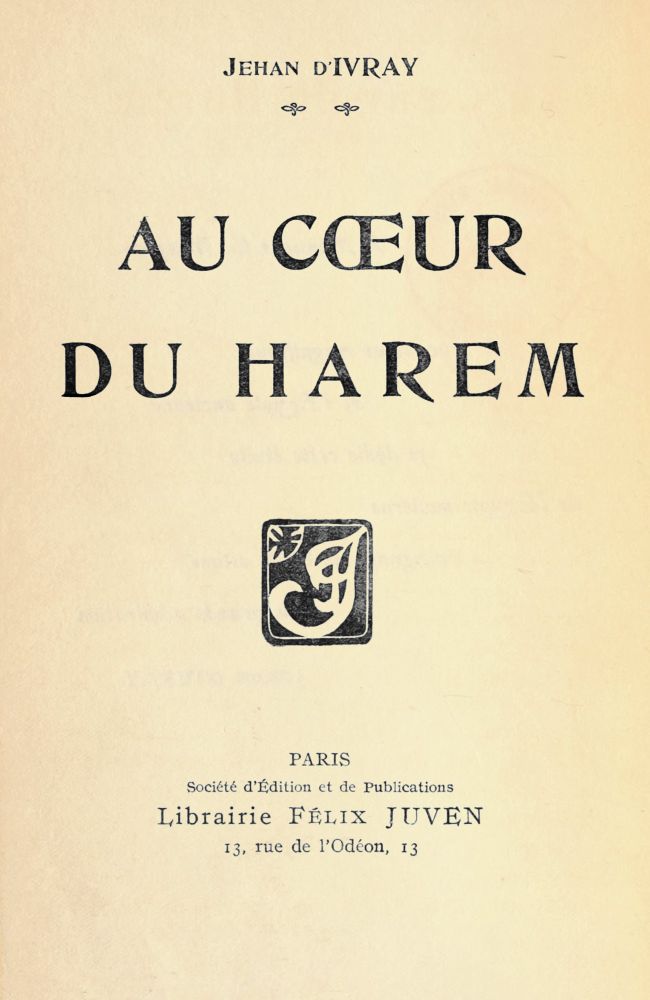 JEHAN D'IVRAY
AU CŒUR
DU HAREM
PARIS
Société d'Édition et de Publications
Librairie FÉLIX JUVEN
13, rue de l'Odéon, 13